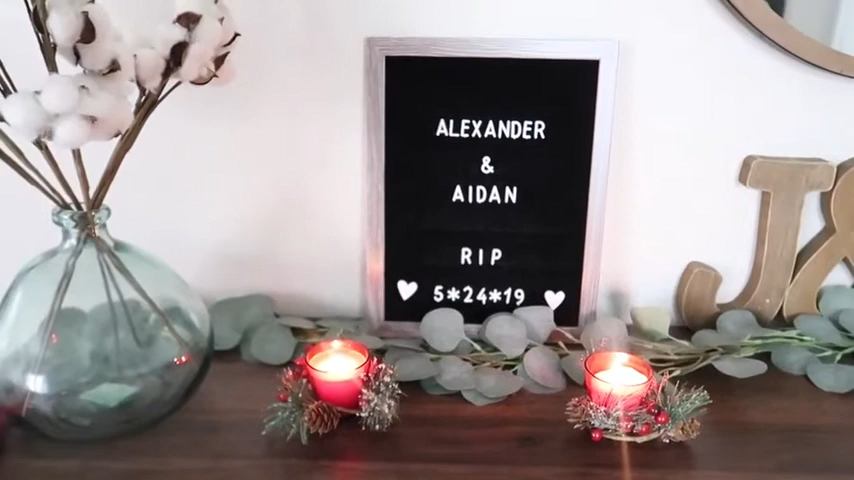 ALEXANDER
&
AIDAN
RIP
5*24*19
J&